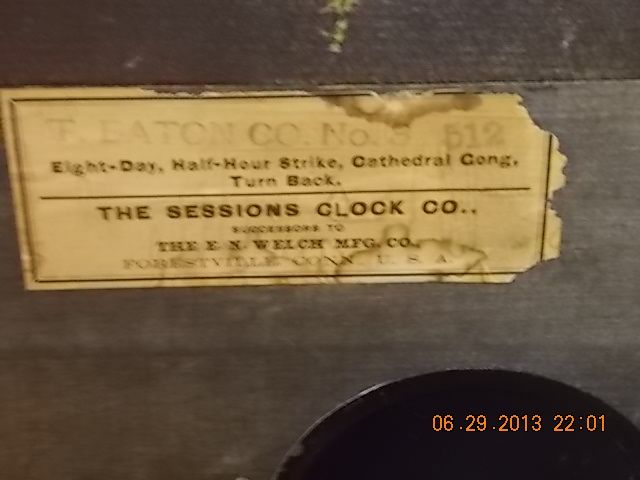 T. EATON CO. No. 512
Eight-Day, Half-Hour Strike, Cathedral Gong,
Turn Back.
THE SESSIONS CLOCK CO.,
SUCCESSORS TO
THE E. N. WELCH MFG. CO.,
FORESTVILLE CONN. U. S. A.
06.29.2013 22:01